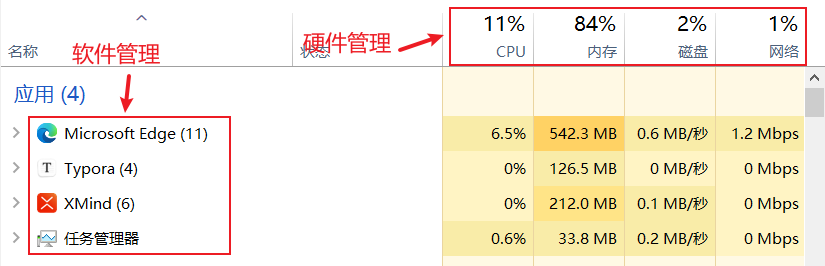 11% 84% 2% 1%
软件管理 硬件管理
名称 状态 CPU 内存 磁盘 网络
应用 (4)
Microsoft Edge (11) 6.5% 542.3 MB 0.6 MB/秒 1.2 Mbps
T Typora (4) 0% 126.5 MB 0 MB/秒 0 Mbps
XMind (6) 0% 212.0 MB 0.1 MB/秒 0 Mbps
任务管理器 0.6% 33.8 MB 0.2 MB/秒 0 Mbps